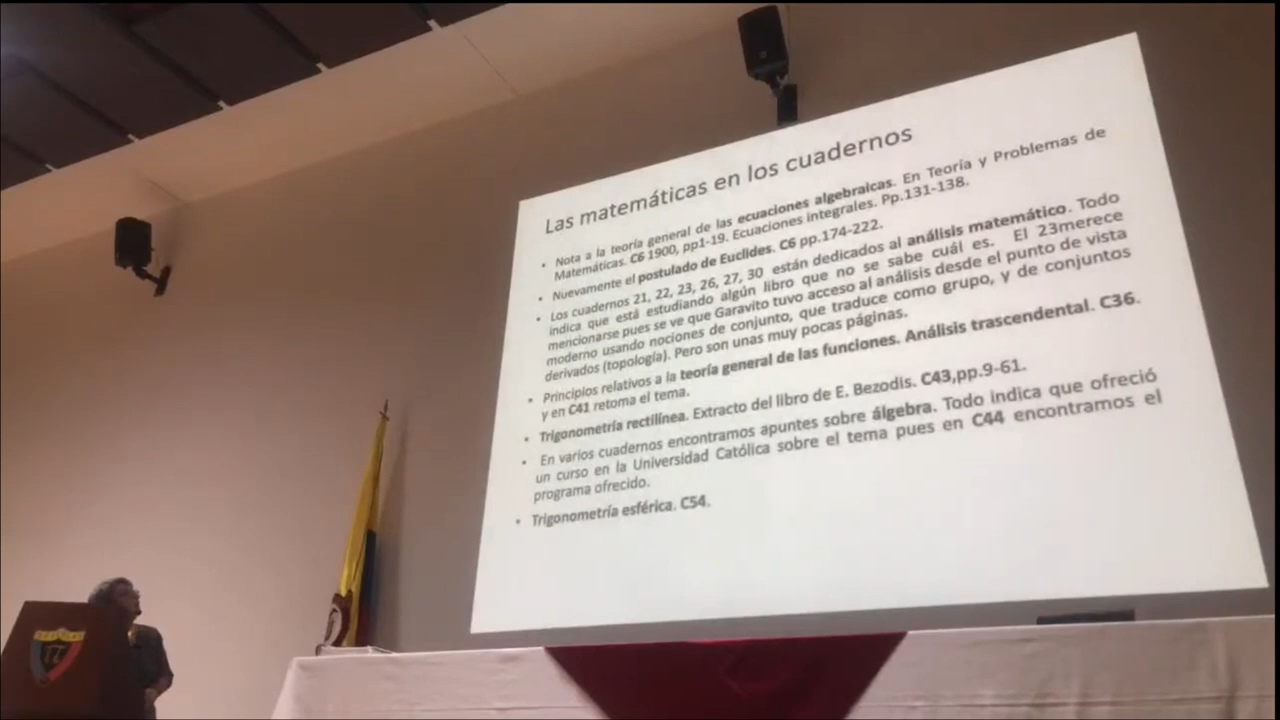 Las matemáticas en los cuadernos
• Nota a la teoría general de las ecuaciones algebraicas. En Teoría y Problemas de
Matemáticas. C6 1900, pp1-19. Ecuaciones integrales. Pp.131-138.
• Nuevamente el postulado de Euclides. C6 pp.174-222.
• Los cuadernos 21, 22, 23, 26, 27, 30 están dedicados al análisis matemático. Todo
indica que está estudiando algún libro que no se sabe cuál es. El 23merece
mencionarse pues se ve que Garavito tuvo acceso al análisis desde el punto de vista
moderno usando nociones de conjunto, que traduce como grupo, y de conjuntos
derivados (topología). Pero son unas muy pocas páginas.
• Principios relativos a la teoría general de las funciones. Análisis trascendental. C36.
y en C41 retoma el tema.
• Trigonometría rectilínea. Extracto del libro de E. Bezodis. C43,pp.9-61.
• En varios cuadernos encontramos apuntes sobre álgebra. Todo indica que ofreció
un curso en la Universidad Católica sobre el tema pues en C44 encontramos el
programa ofrecido.
• Trigonometría esférica. C54.
π